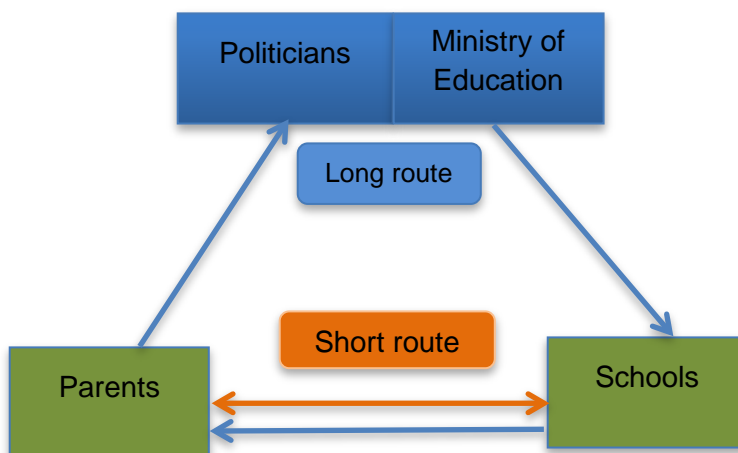 Politicians
Ministry of
Education
Long route
Short route
Parents
Schools